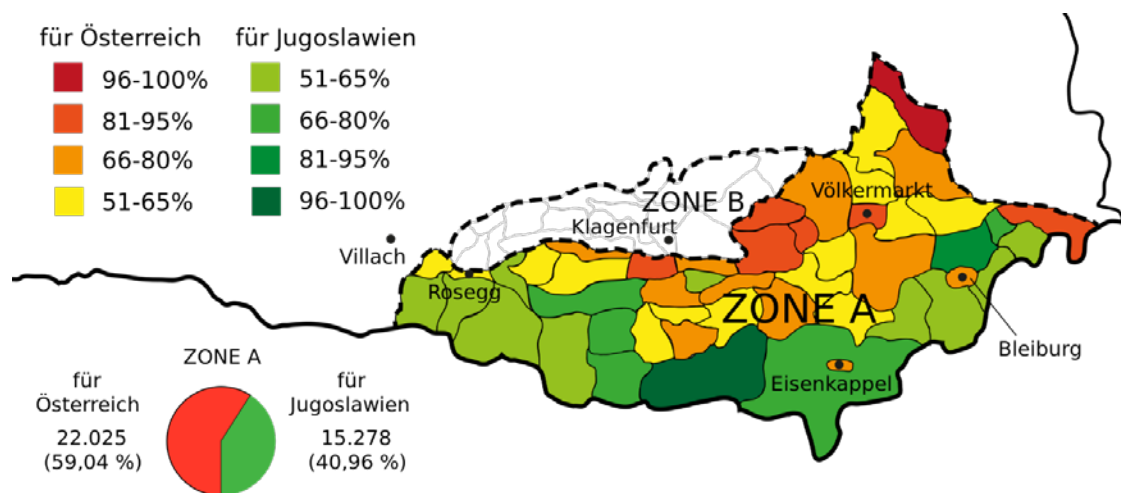 für Österreich
96-100%
81-95%
66-80%
51-65%
für Jugoslawien
51-65%
66-80%
81-95%
96-100%
ZONE B
Völkermarkt
Klagenfurt
Villach
Rosegg
ZONE A
Bleiburg
Eisenkappel
ZONE A
für
Österreich
22.025
(59,04 %)
für
Jugoslawien
15.278
(40,96 %)